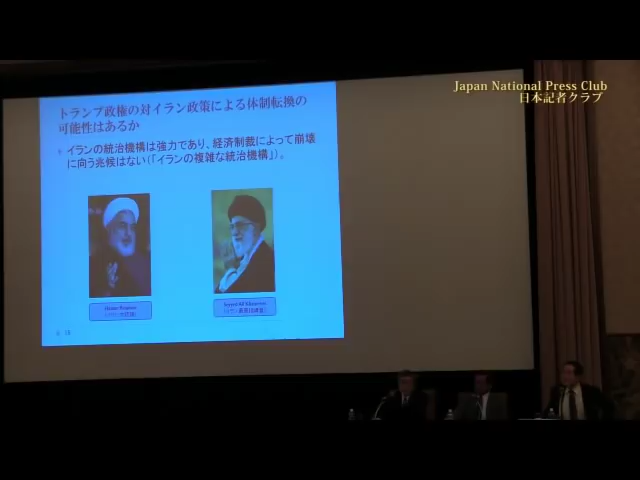 Japan National Press Club
日本記者クラブ
トランプ政権の対イラン政策による体制転換の
可能性はあるか
イランの統治機構は強力であり、経済制裁によって崩壊
に向う兆候はない(「イランの複雑な統治機構」)。